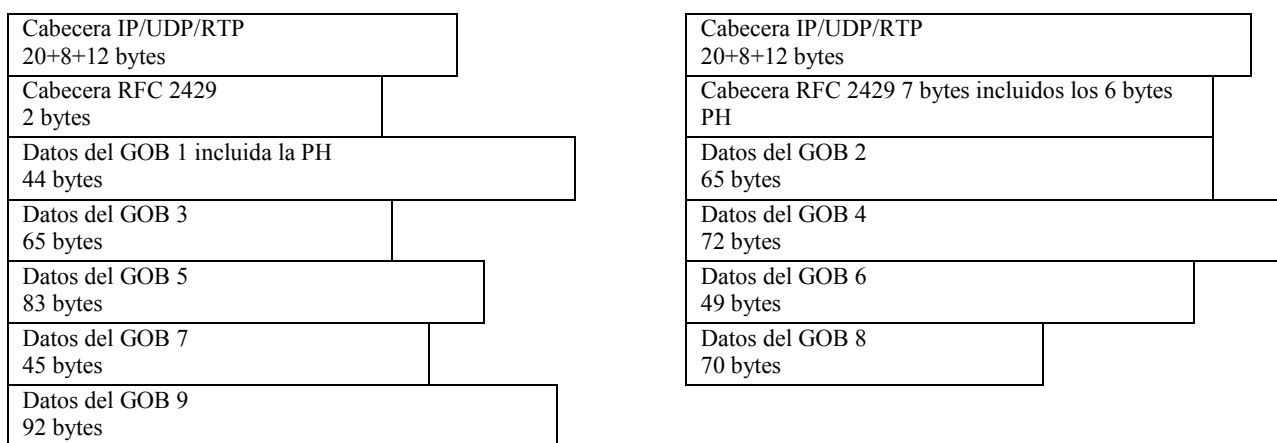 Cabecera IP/UDP/RTP
20+8+12 bytes
Cabecera RFC 2429
2 bytes
Datos del GOB 1 incluida la PH
44 bytes
Datos del GOB 3
65 bytes
Datos del GOB 5
83 bytes
Datos del GOB 7
45 bytes
Datos del GOB 9
92 bytes
Cabecera IP/UDP/RTP
20+8+12 bytes
Cabecera RFC 2429 7 bytes incluidos los 6 bytes
PH
Datos del GOB 2
65 bytes
Datos del GOB 4
72 bytes
Datos del GOB 6
49 bytes
Datos del GOB 8
70 bytes